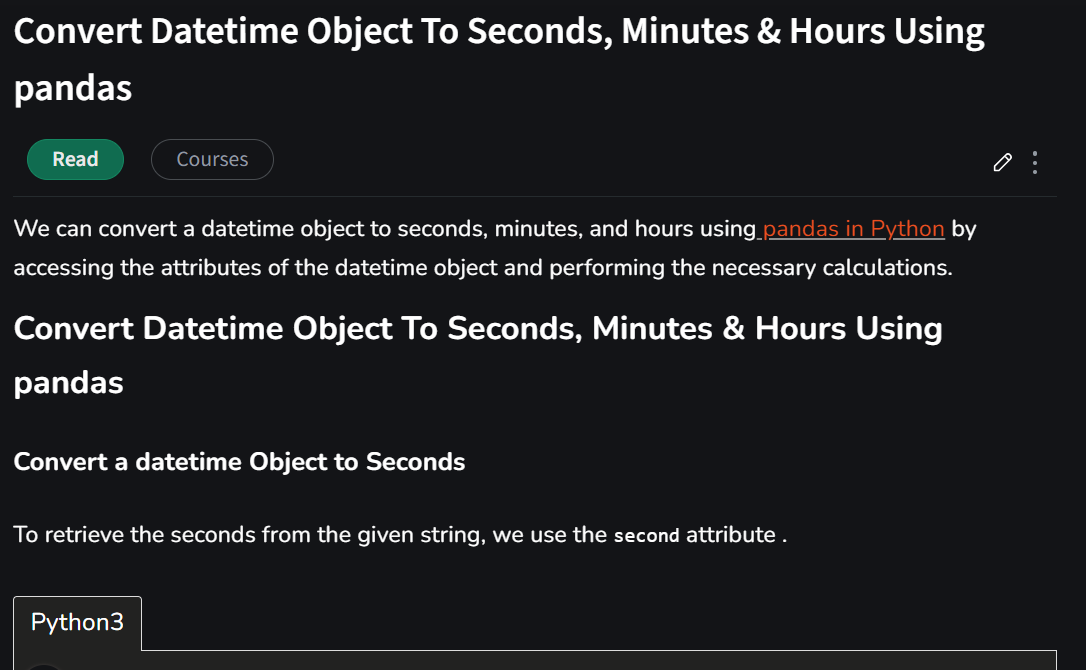 Convert Datetime Object To Seconds, Minutes & Hours Using
pandas
Read
Courses
We can convert a datetime object to seconds, minutes, and hours using pandas in Python by
accessing the attributes of the datetime object and performing the necessary calculations.
Convert Datetime Object To Seconds, Minutes & Hours Using
pandas
Convert a datetime Object to Seconds
To retrieve the seconds from the given string, we use the second attribute .
Python3